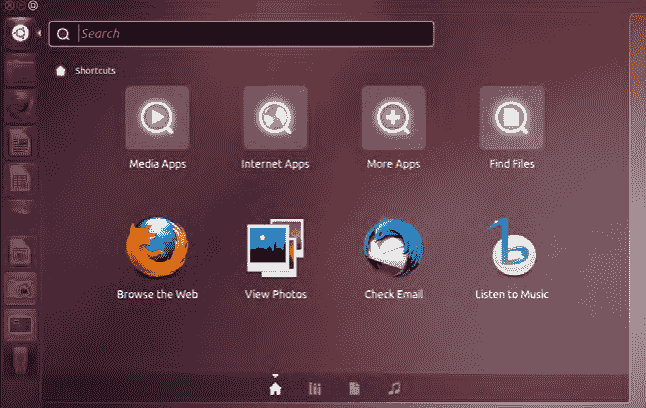 Search
Shortcuts
Media Apps Internet Apps More Apps Find Files
Browse the Web View Photos Check Email Listen to Music